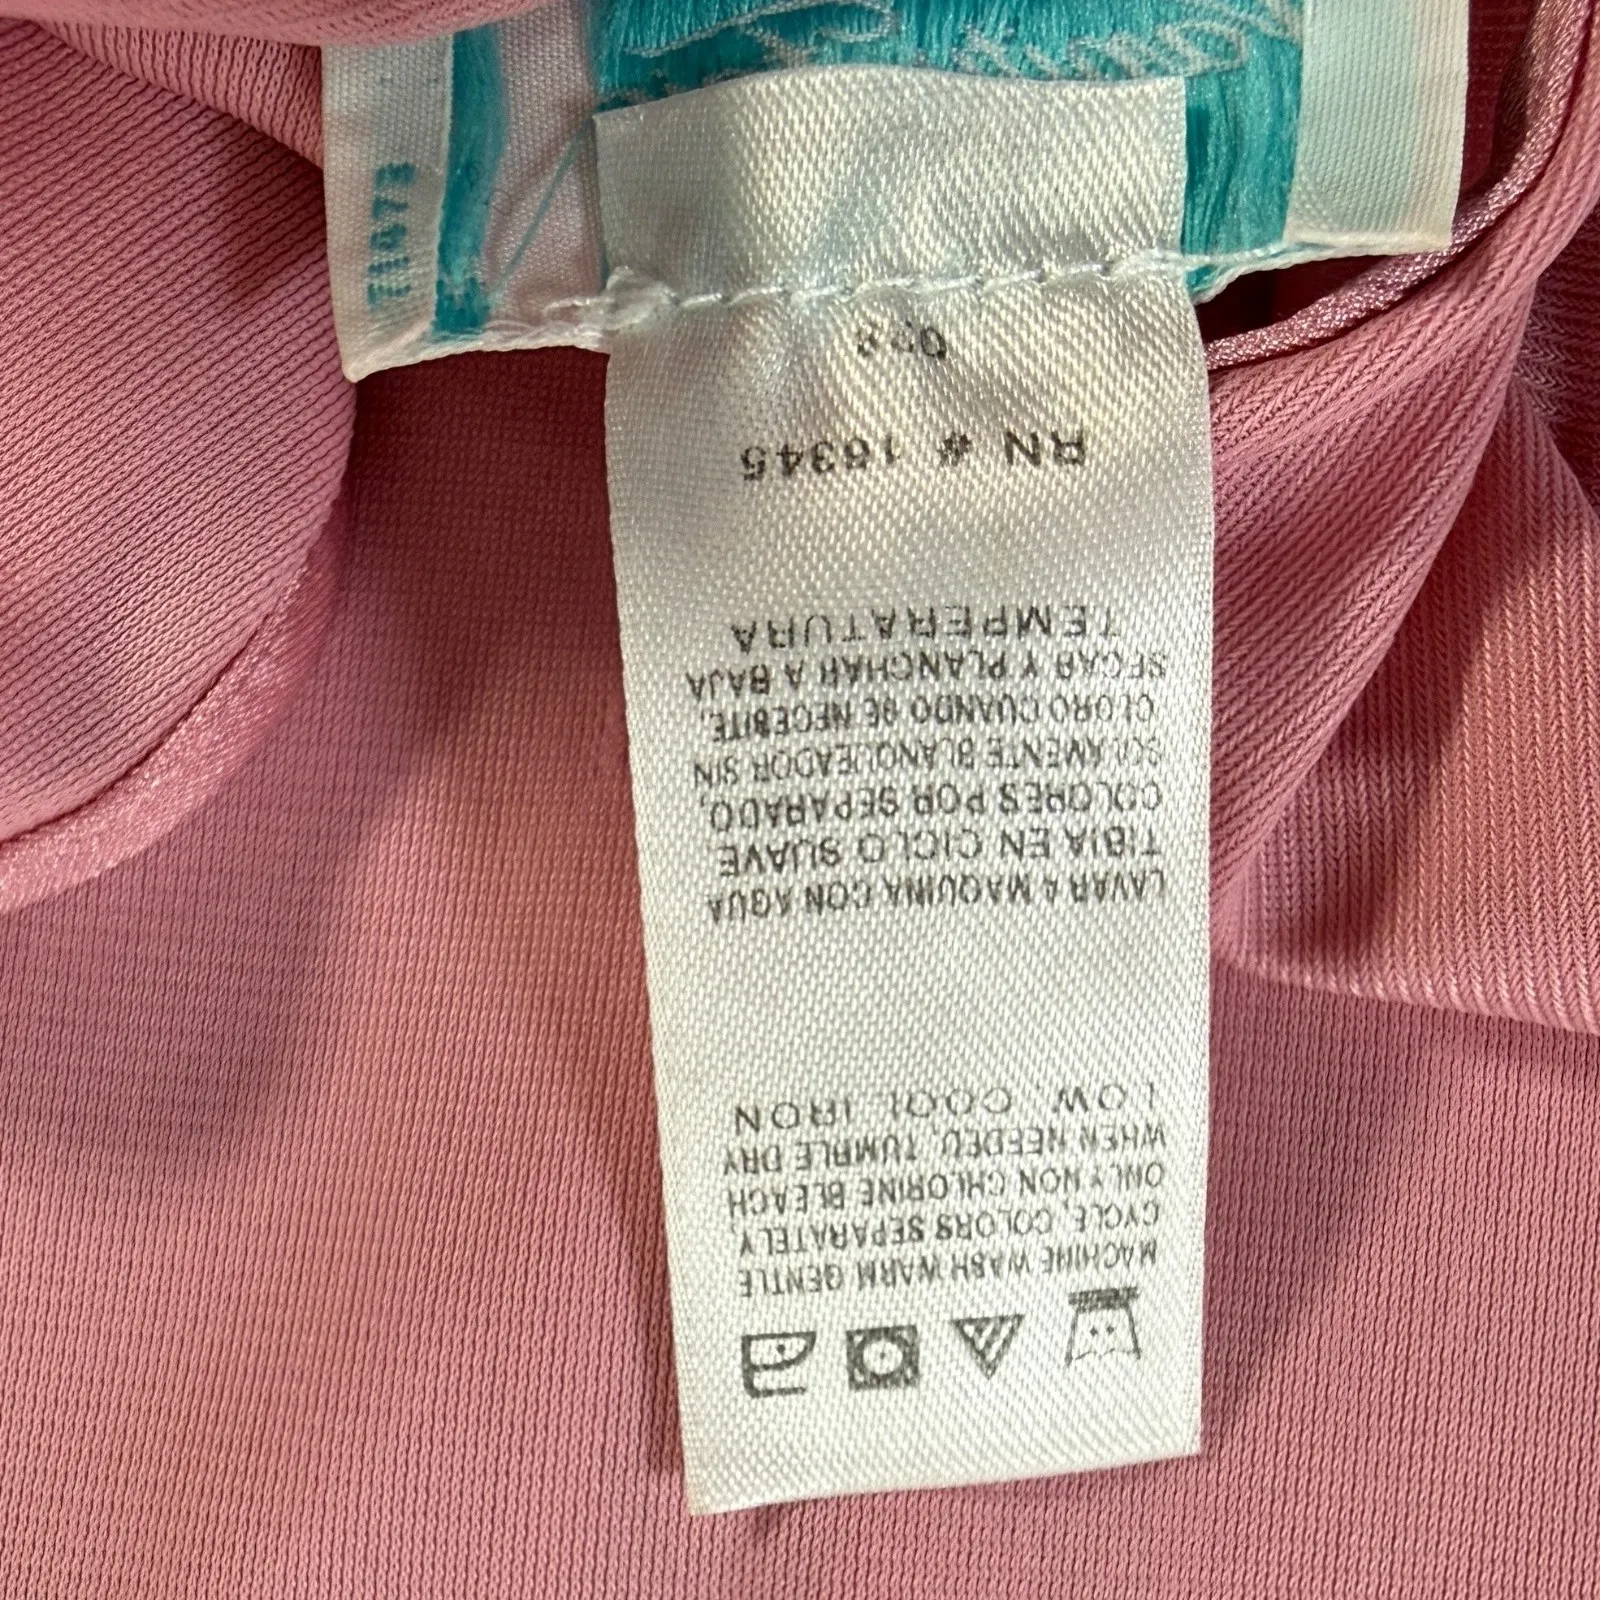 MACHINE WASH WARM GENTLE
CYCLE, COLORS SEPARATELY,
ONLY NON CHLORINE BLEACH
WHEN NEEDED, TUMBLE DRY
LOW, COOL IRON
LAVAR A MAQUINA CON AGUA
TIBIA EN CICLO SUAVE
COLORES POR SEPARADO,
SOLAMENTE BLANQUEADOR SIN
CLORO CUANDO SE NECESITE,
SECAR Y PLANCHAR A BAJA
TEMPERATURA
RN # 16345